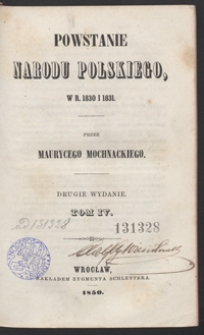 POWSTANIE
NARODU POLSKIEGO,
W R. 1830 I 1831.
PRZEZ
MAURYCEGO MOCHNACKIEGO.
DRUGIE WYDANIE.
TOM IV.
131328
WROCŁAW,
NAKŁADEM ZYGMUNTA SCHLETTERA.
1850.